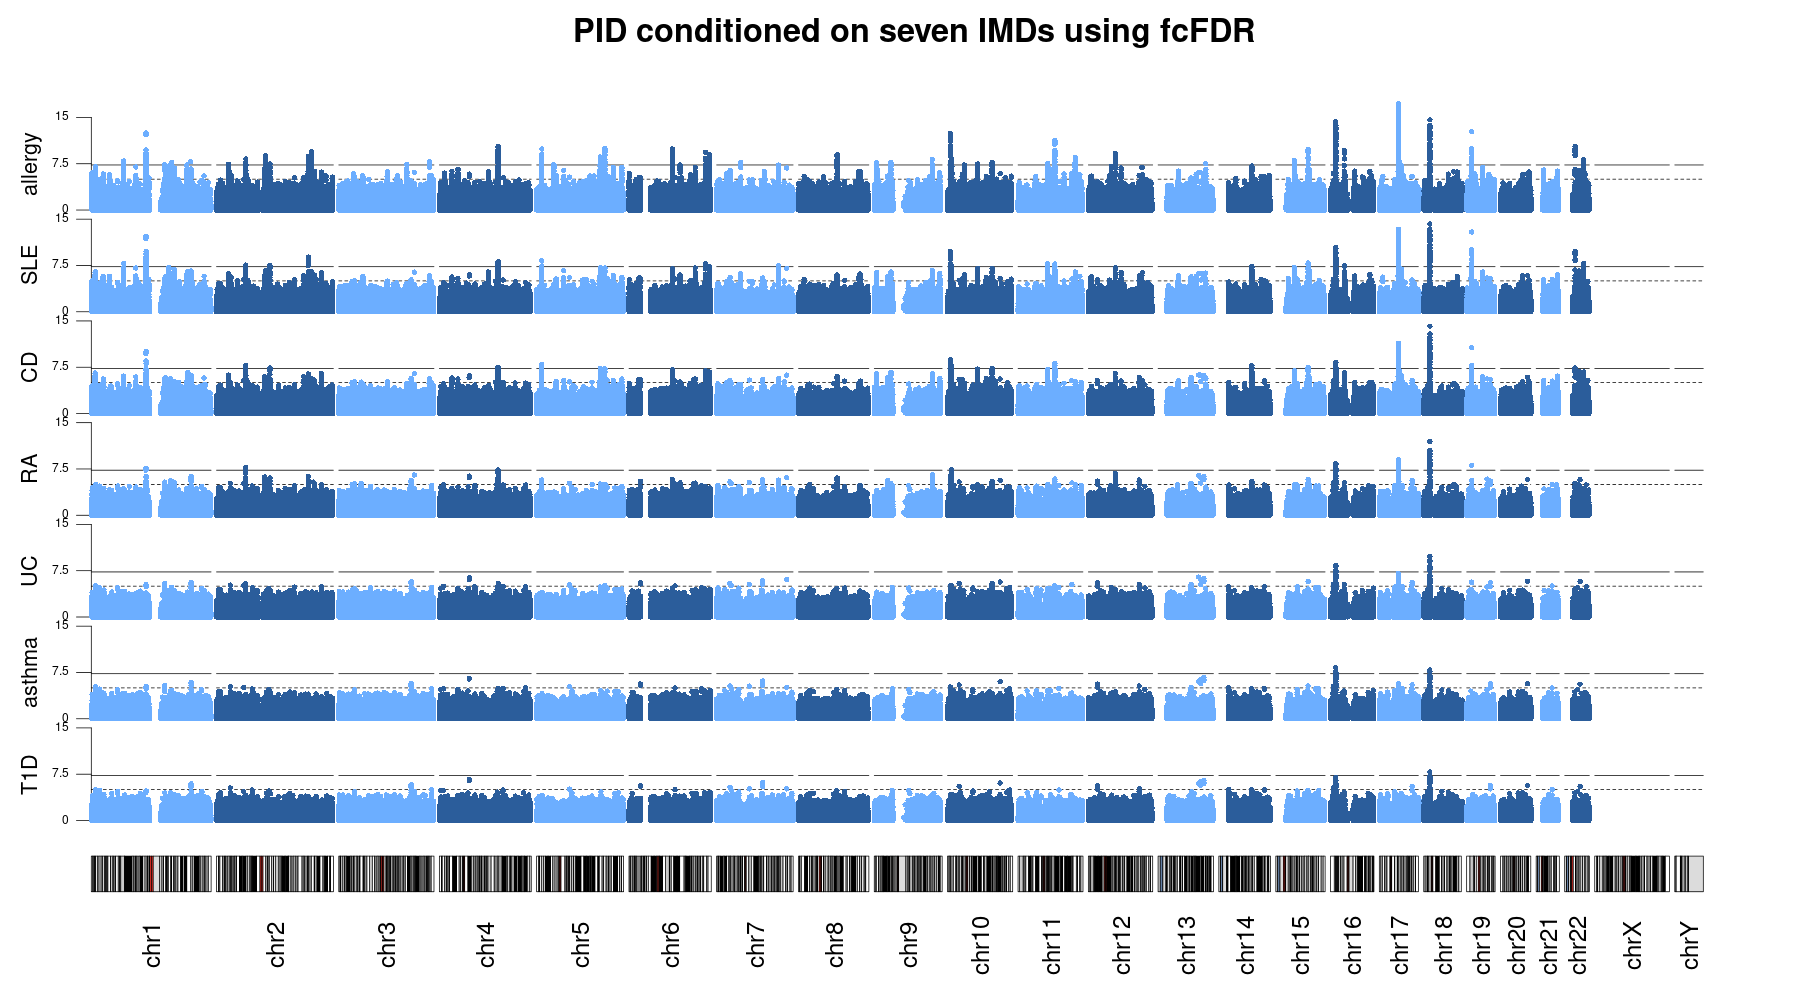 PID conditioned on seven IMDs using fcFDR
allergy
15
7.5
0
SLE
15
7.5
0
CD
15
7.5
0
RA
15
7.5
0
UC
15
7.5
0
asthma
15
7.5
0
T1D
15
7.5
0
chr1 chr2 chr3 chr4 chr5 chr6 chr7 chr8 chr9 chr10 chr11 chr12 chr13 chr14 chr15 chr16 chr17 chr18 chr19 chr20 chr21 chr22 chrX chrY